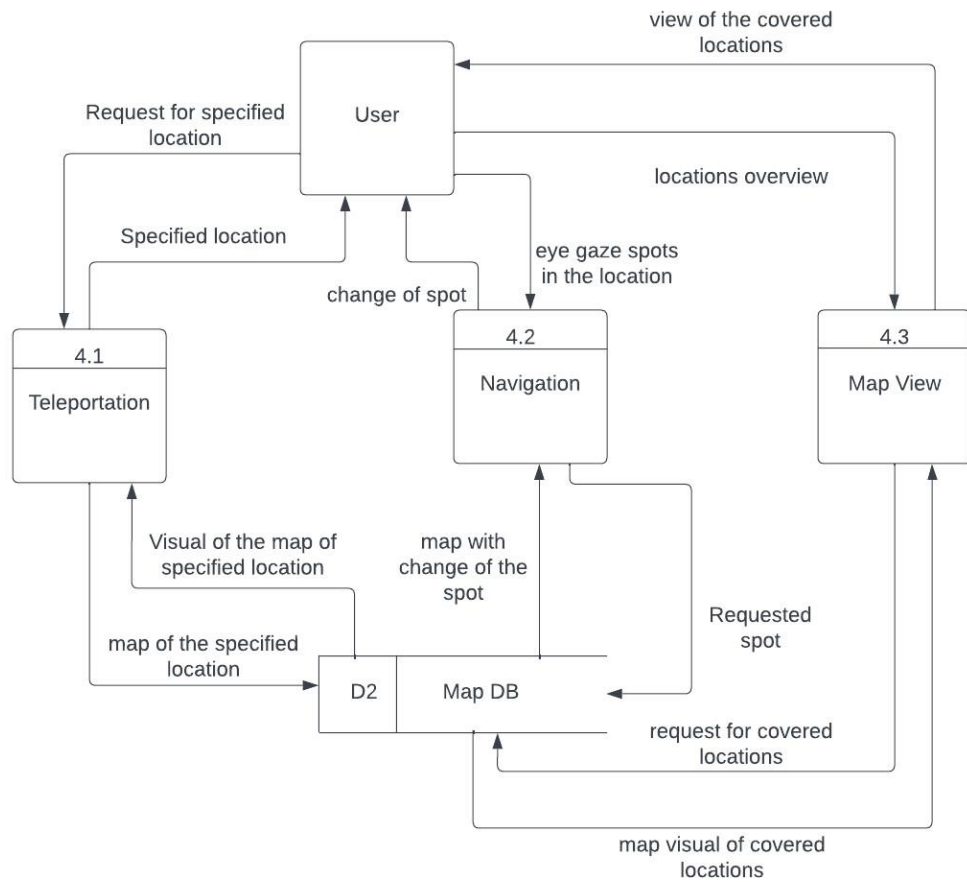 view of the covered
locations
User
Request for specified
location
locations overview
Specified location
eye gaze spots
in the location
change of spot
4.1
Teleportation
4.2
Navigation
4.3
Map View
Visual of the map of
specified location
map with
change of the
spot
Requested
spot
map of the specified
location
D2
Map DB
request for covered
locations
map visual of covered
locations